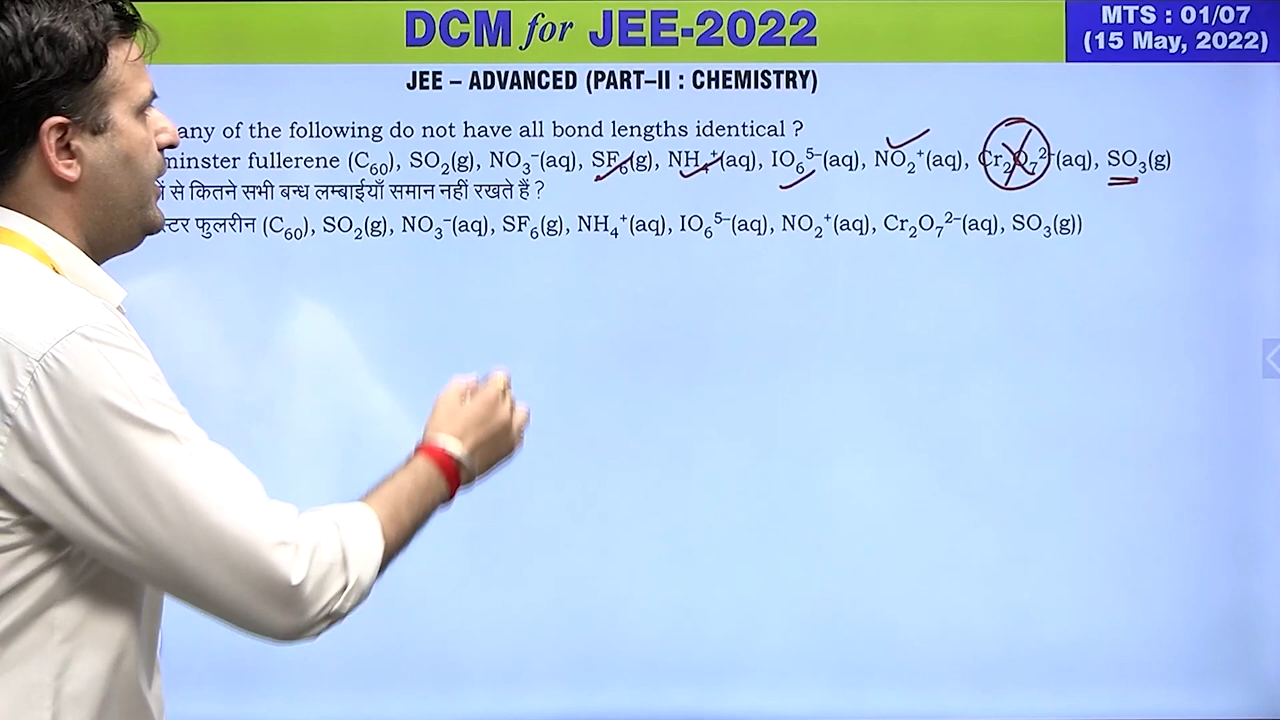 DCM for JEE-2022
MTS : 01/07
(15 May, 2022)
JEE – ADVANCED (PART–II : CHEMISTRY)
any of the following do not have all bond lengths identical ?
minster fullerene (C₆₀), SO₂(g), NO₃⁻(aq), SF₆(g), NH₄⁺(aq), IO₆⁵⁻(aq), NO₂⁺(aq), Cr₂O₇²⁻(aq), SO₃(g)
से कितने सभी बन्ध लम्बाईयाँ समान नहीं रखते हैं ?
स्टर फुलरीन (C₆₀), SO₂(g), NO₃⁻(aq), SF₆(g), NH₄⁺(aq), IO₆⁵⁻(aq), NO₂⁺(aq), Cr₂O₇²⁻(aq), SO₃(g))